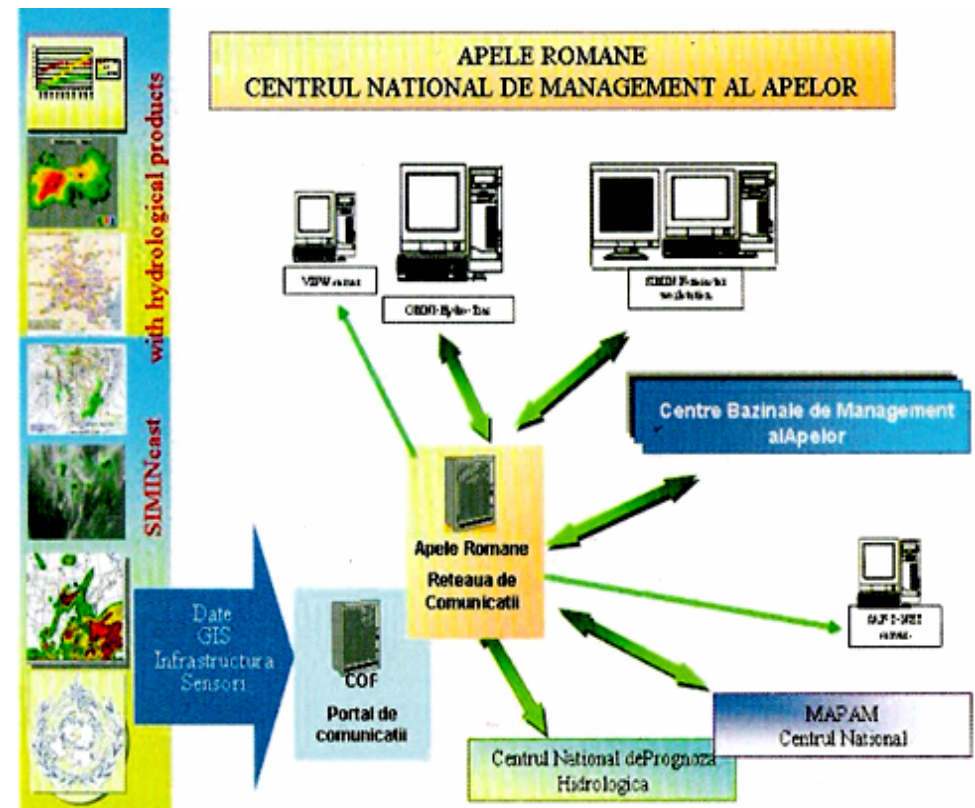 APELE ROMANE
CENTRUL NATIONAL DE MANAGEMENT AL APELOR
with hydrological products
SIMINcast
Centre Bazinale de Management
alApelor
Apele Romane
Reteaua de
Comunicatii
Date
GIS
Infrastructura
Sensori
COF
Portal de
comunicatii
MAPAM
Centrul National
Centrul National dePrognoza
Hidrologica